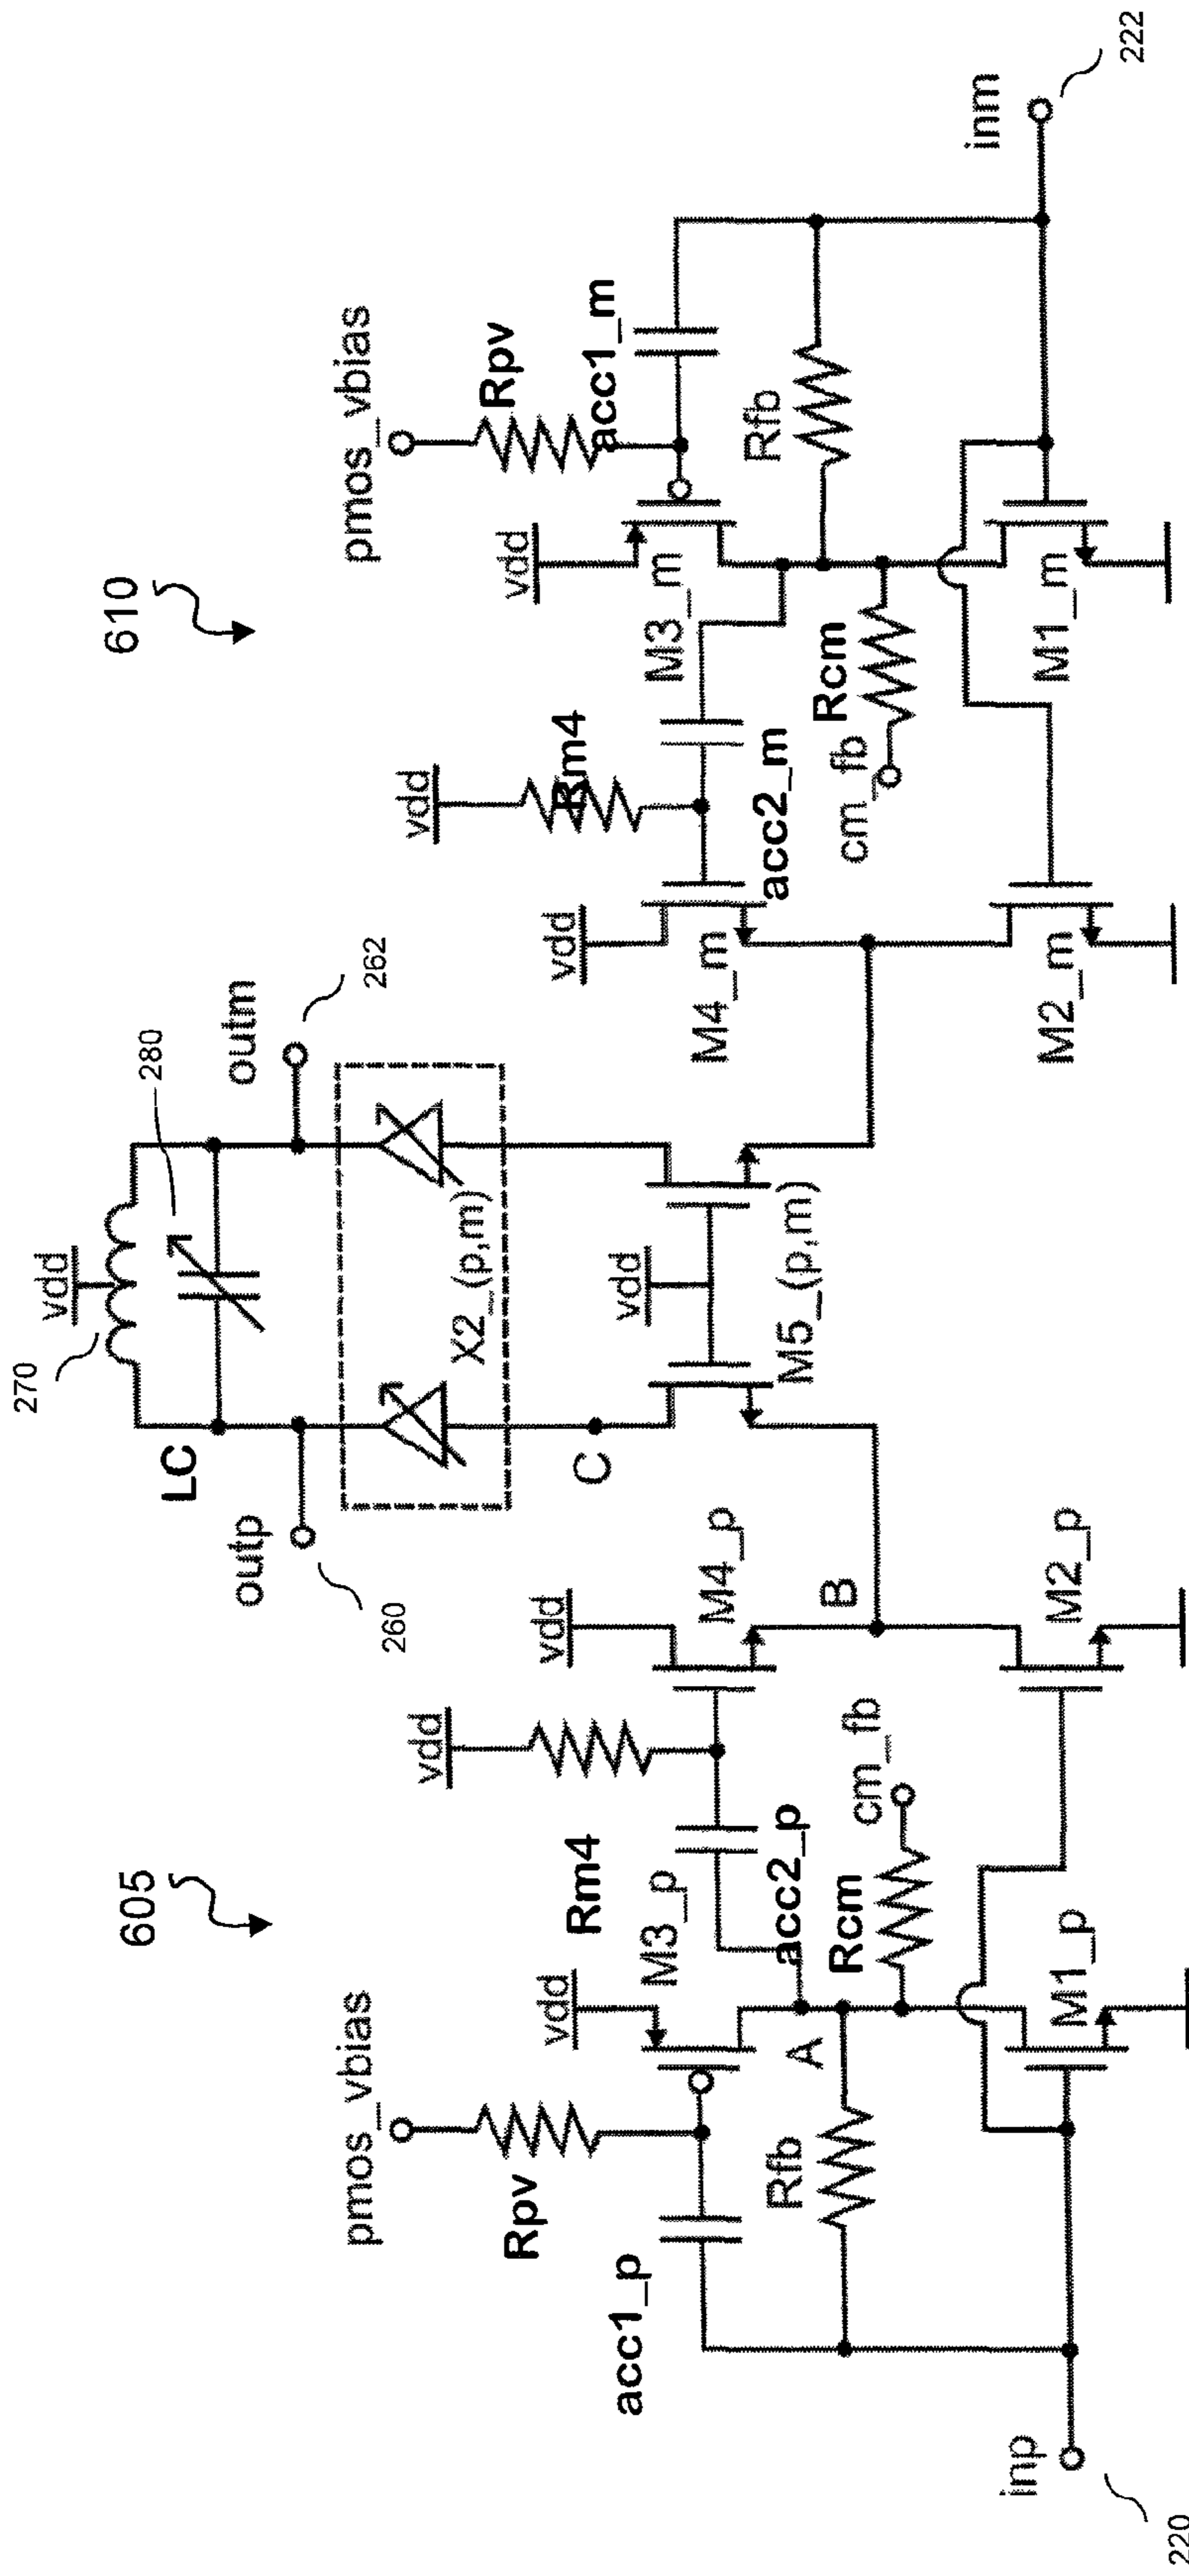 605
610
270
vdd
280
LC
outp
260
outm
262
X2_(p,m)
C
vdd
M5_(p,m)
pmos_vbias
Rpv
acc1_p
vdd
M3_p
Rm4
vdd
acc2_p
vdd
M4_p
A
Rfb
Rcm
cm_fb
B
M1_p
M2_p
inp
220
pmos_vbias
Rpv
acc1_m
vdd
M3_m
Rm4
vdd
acc2_m
vdd
M4_m
Rfb
Rcm
cm_fb
M1_m
M2_m
inm
222